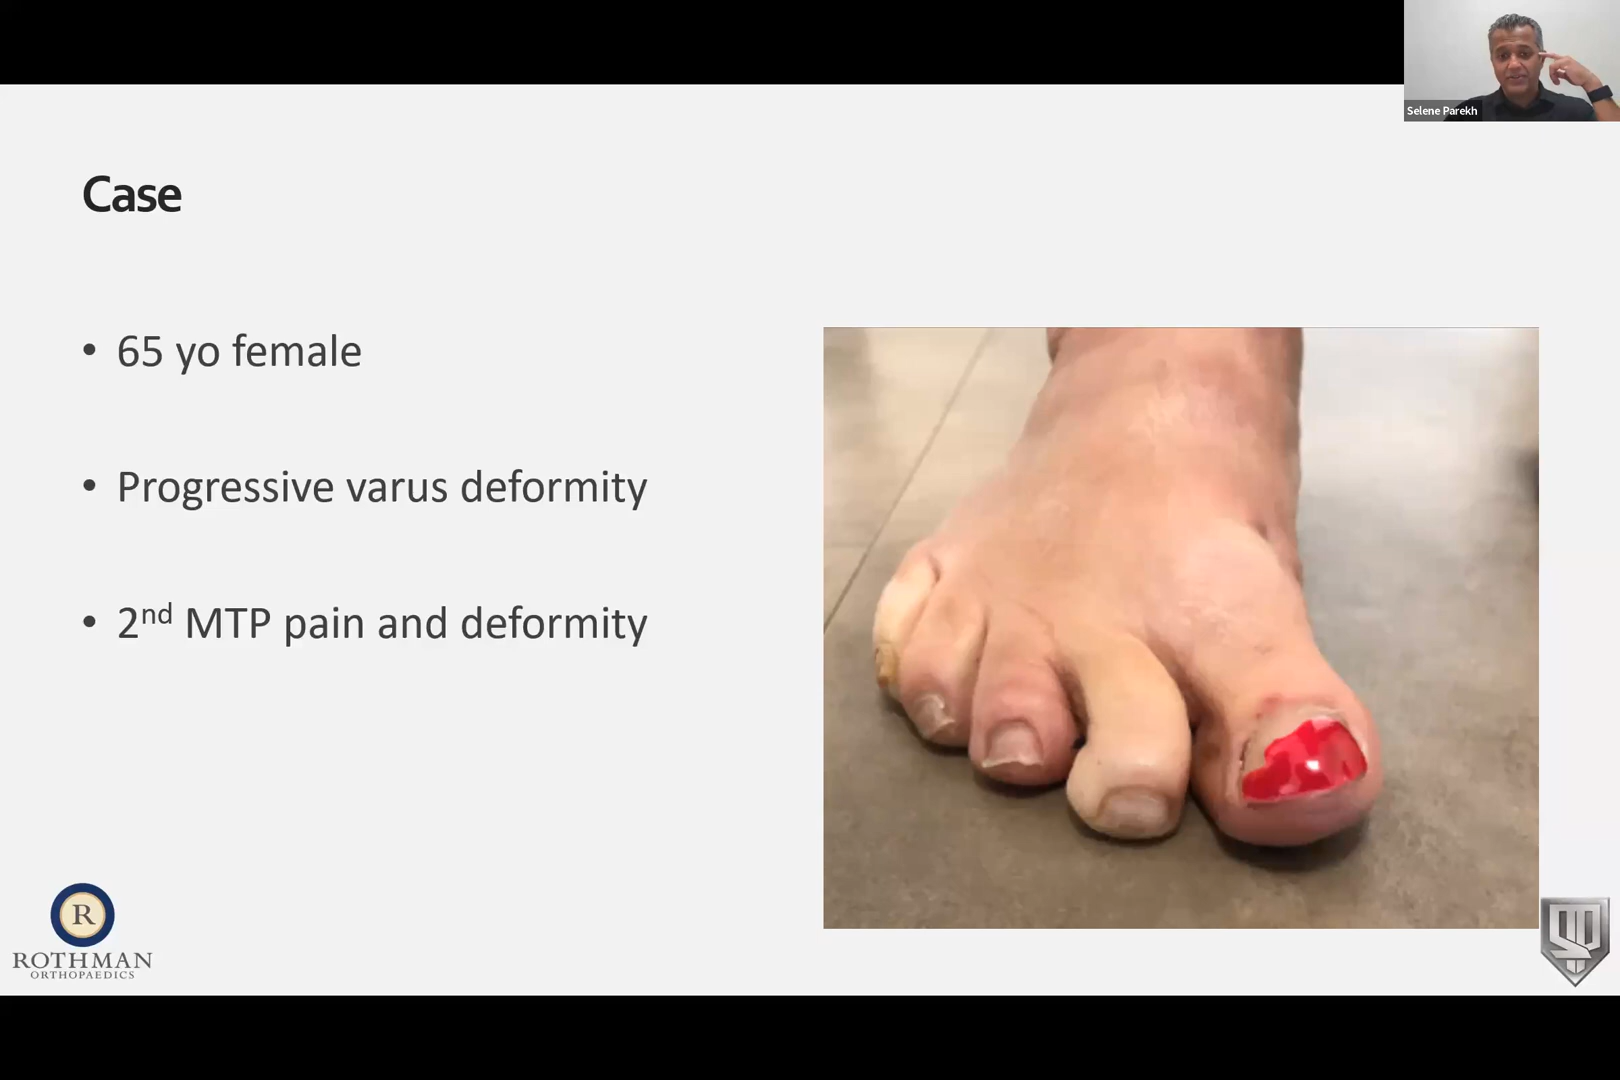 Selene Parekh
Case
• 65 yo female
• Progressive varus deformity
• 2nd MTP pain and deformity
R
ROTHMAN
ORTHOPAEDICS